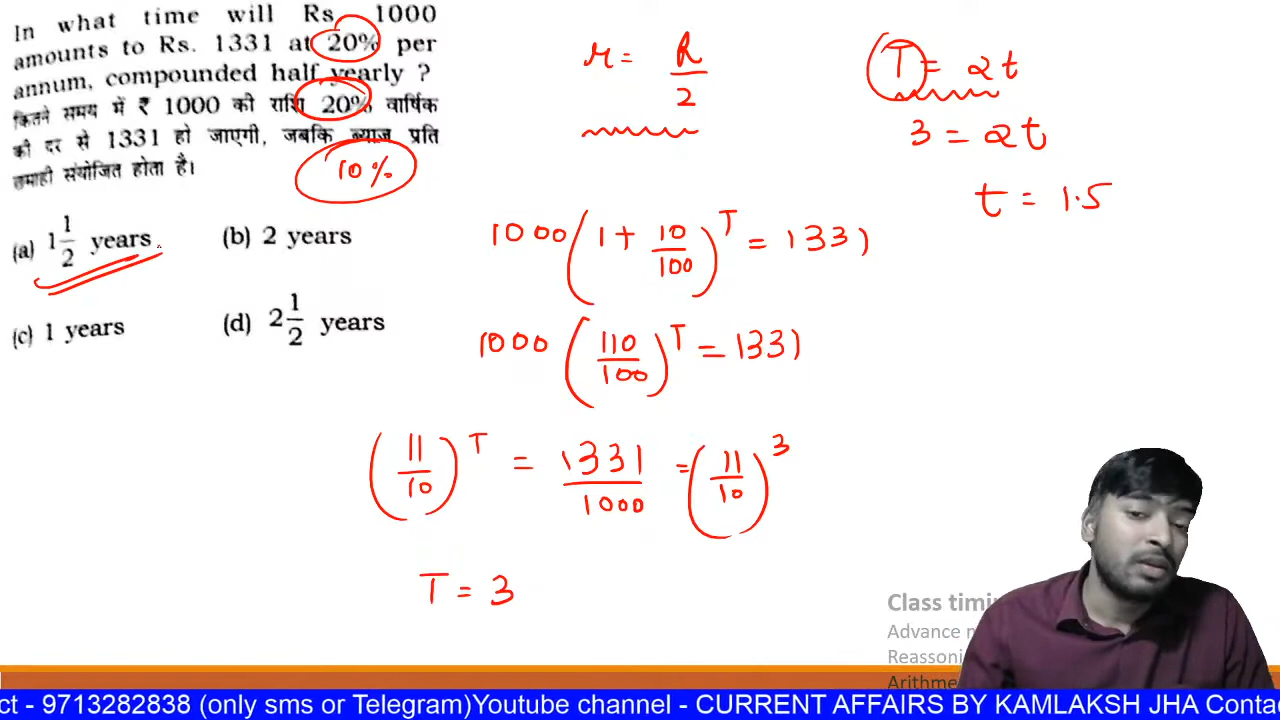 In what time will Rs 1000
amounts to Rs. 1331 at 20% per
annum, compounded half yearly ?
कितने समय में ₹ 1000 की राशि 20% वार्षिक
की दर से 1331 हो जाएगी, जबकि ब्याज प्रति
तमाही संयोजित होता है।
10%
(a) 1 1/2 years
(b) 2 years
(c) 1 years
(d) 2 1/2 years
r = R/2
T = 2t
3 = 2t
t = 1.5
1000 (1 + 10/100)^T = 1331
1000 (110/100)^T = 1331
(11/10)^T = 1331/1000 = (11/10)^3
T = 3
Class timin
Advance m
Reasoni
Arithme
ct - 9713282838 (only sms or Telegram)Youtube channel - CURRENT AFFAIRS BY KAMLAKSH JHA Conta